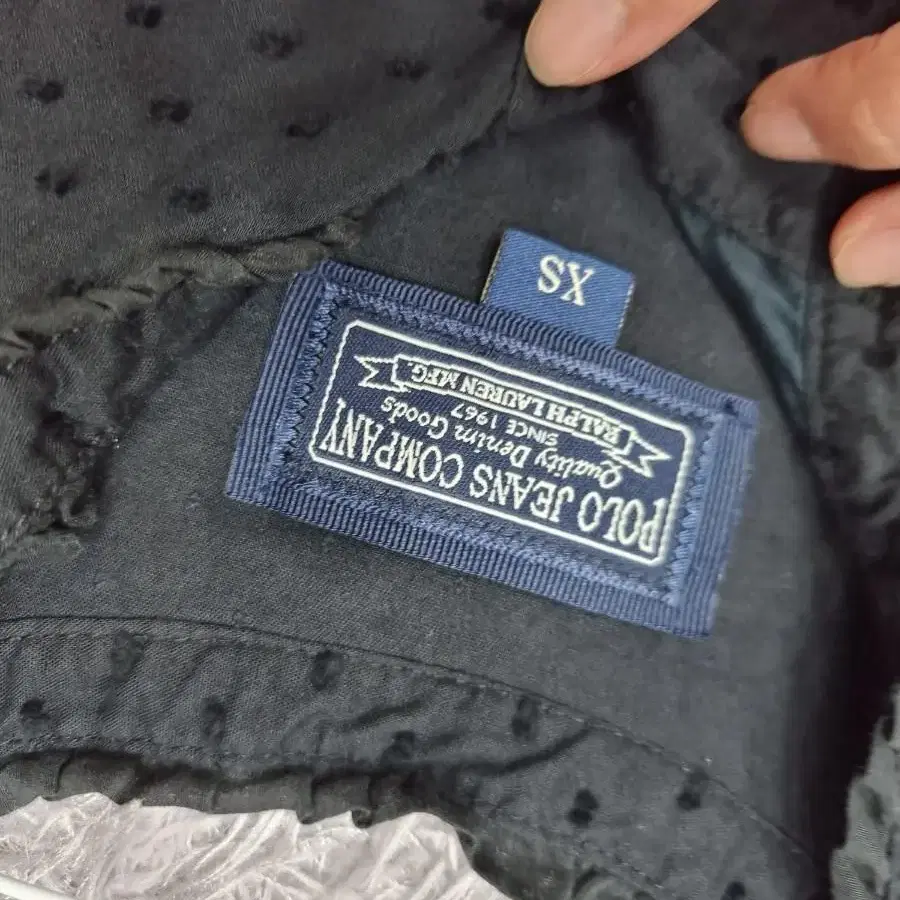 POLO JEANS COMPANY
Quality Denim Goods
SINCE 1967
RALPH LAUREN MFG.
XS